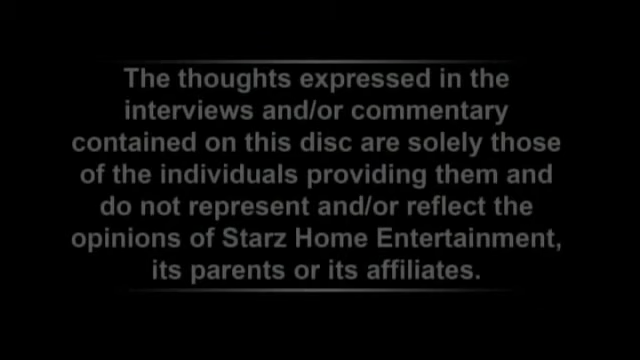 The thoughts expressed in the
interviews and/or commentary
contained on this disc are solely those
of the individuals providing them and
do not represent and/or reflect the
opinions of Starz Home Entertainment,
its parents or its affiliates.